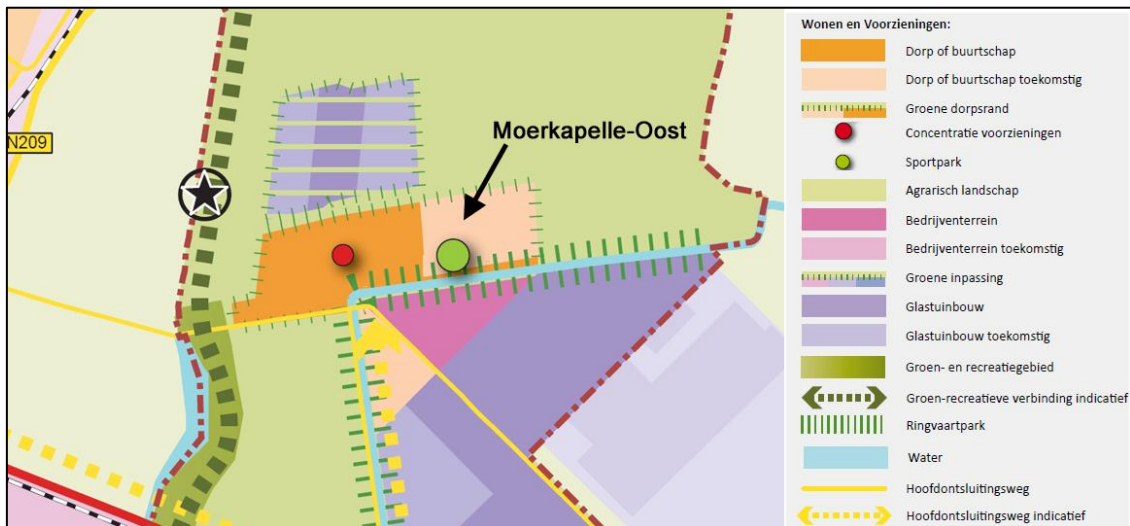 N209
Moerkapelle-Oost
Wonen en Voorzieningen:
Dorp of buurtschap
Dorp of buurtschap toekomstig
Groene dorpsrand
Concentratie voorzieningen
Sportpark
Agrarisch landschap
Bedrijventerrein
Bedrijventerrein toekomstig
Groene inpassing
Glastuinbouw
Glastuinbouw toekomstig
Groen- en recreatiegebied
Groen-recreatieve verbinding indicatief
Ringvaartpark
Water
Hoofdontsluitingsweg
Hoofdontsluitingsweg indicatief